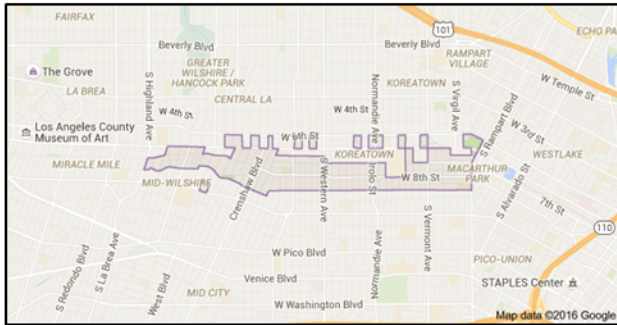 FAIRFAX
101
ECHO PA
Beverly Blvd
Beverly Blvd
RAMPART
VILLAGE
The Grove
GREATER
WILSHIRE /
HANCOCK PARK
KOREATOWN
S Virgil Ave
W Temple St
LA BREA
S Highland Ave
CENTRAL LA
Normandie Ave
S Rampart Blvd
W 4th St
W 4th St
W 3rd St
Los Angeles County
Museum of Art
W 6th St
WESTLAKE
MIRACLE MILE
KOREATOWN
MACARTHUR
PARK
MID-WILSHIRE
Crenshaw Blvd
S Western Ave
Irolo St
W 8th St
S Alvarado St
7th St
110
S Redondo Blvd
S La Brea Ave
West Blvd
W Pico Blvd
Normandie Ave
S Vermont Ave
PICO-UNION
Venice Blvd
STAPLES Center
MID CITY
W Washington Blvd
Map data ©2016 Google